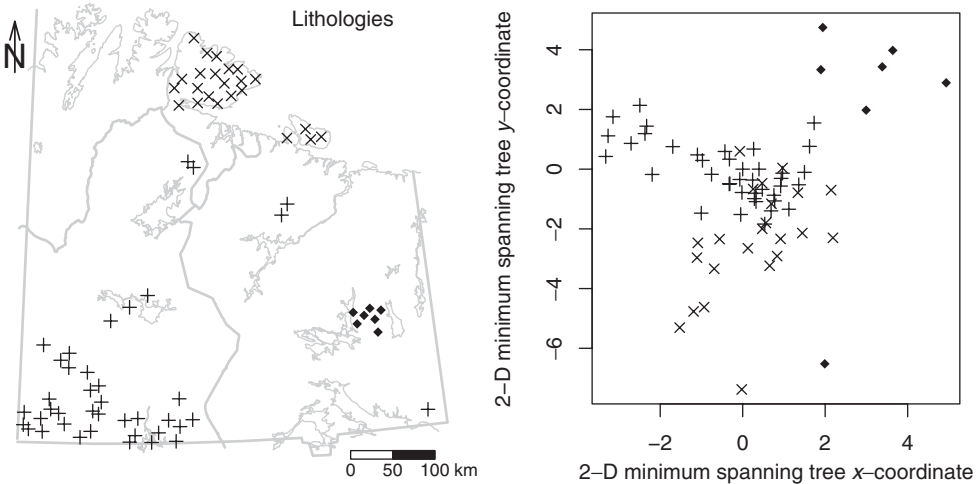 Lithologies
N
0 50 100 km
4
2
0
−2
−4
−6
2−D minimum spanning tree y−coordinate
−2 0 2 4
2−D minimum spanning tree x−coordinate